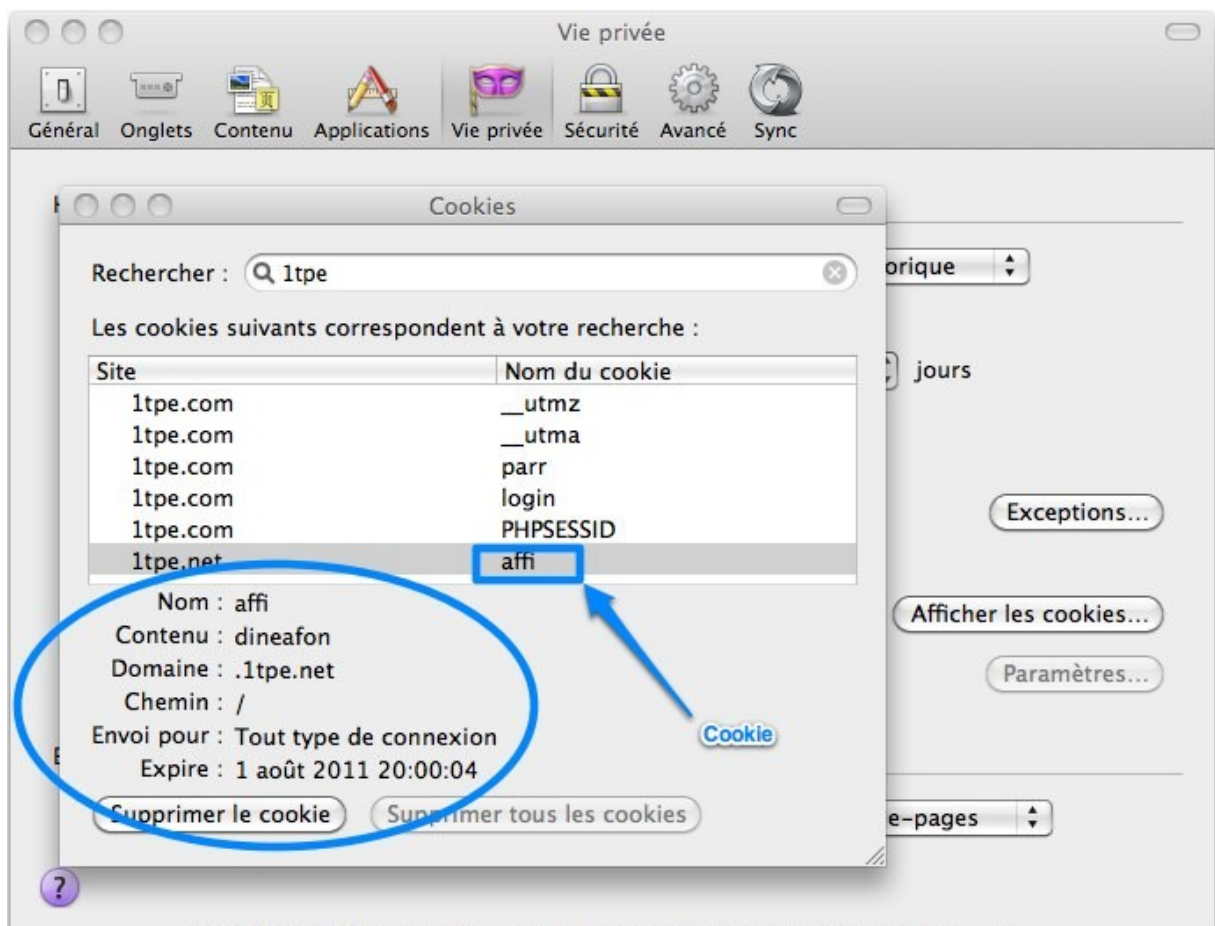 Vie privée
Général Onglets Contenu Applications Vie privée Sécurité Avancé Sync
Cookies
Rechercher : 1tpe
orique
Les cookies suivants correspondent à votre recherche :
Site Nom du cookie
jours
1tpe.com __utmz
1tpe.com __utma
1tpe.com parr
1tpe.com login
1tpe.com PHPSESSID
Exceptions...
1tpe.net affi
Nom : affi
Afficher les cookies...
Contenu : dineafon
Domaine : .1tpe.net
Paramètres...
Chemin : /
Envoi pour : Tout type de connexion
Cookie
Expire : 1 août 2011 20:00:04
Supprimer le cookie Supprimer tous les cookies
e-pages
?